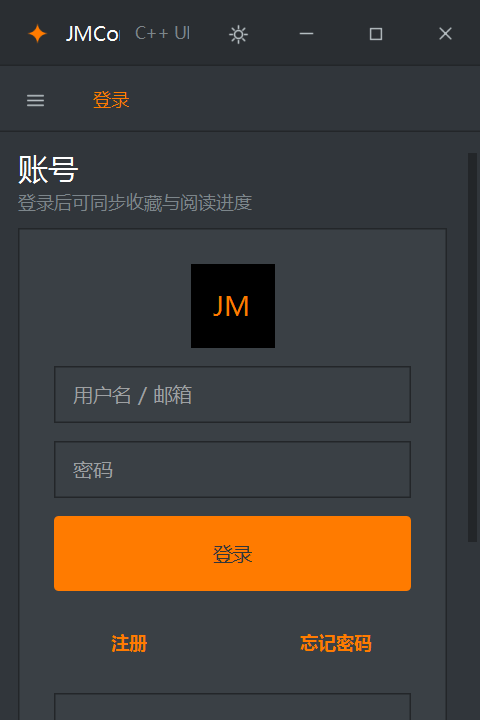 JMCo
C++ UI
登录
账号
登录后可同步收藏与阅读进度
JM
用户名 / 邮箱
密码
登录
注册
忘记密码